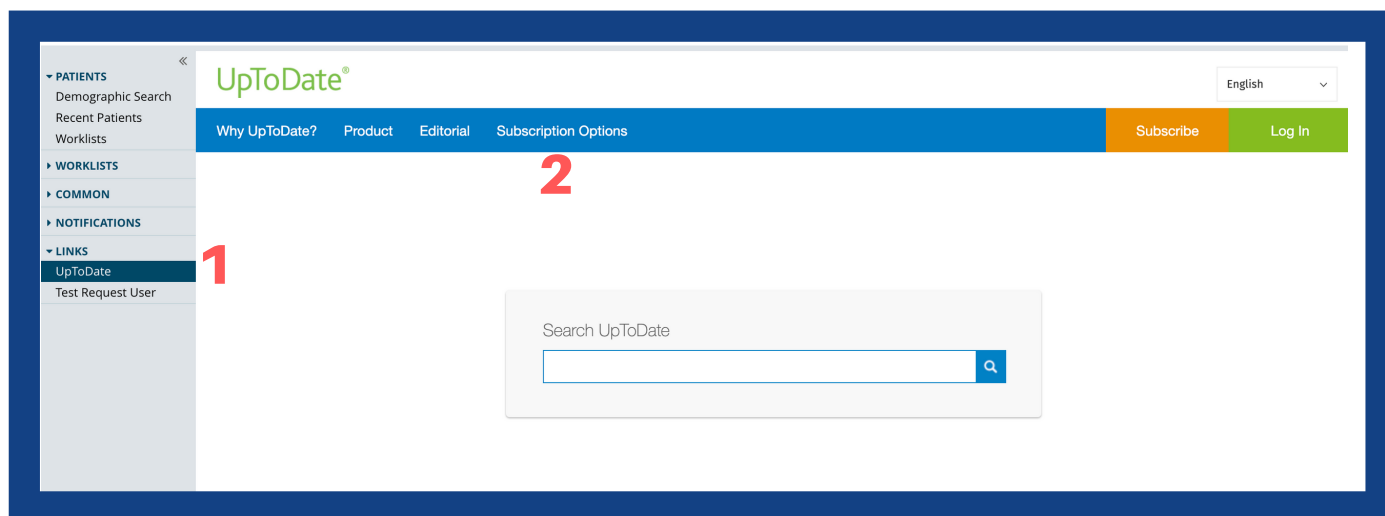 «
PATIENTS
Demographic Search
Recent Patients
Worklists
WORKLISTS
COMMON
NOTIFICATIONS
LINKS
UpToDate
Test Request User
1
UpToDate®
English
Why UpToDate? Product Editorial Subscription Options Subscribe Log In
2
Search UpToDate